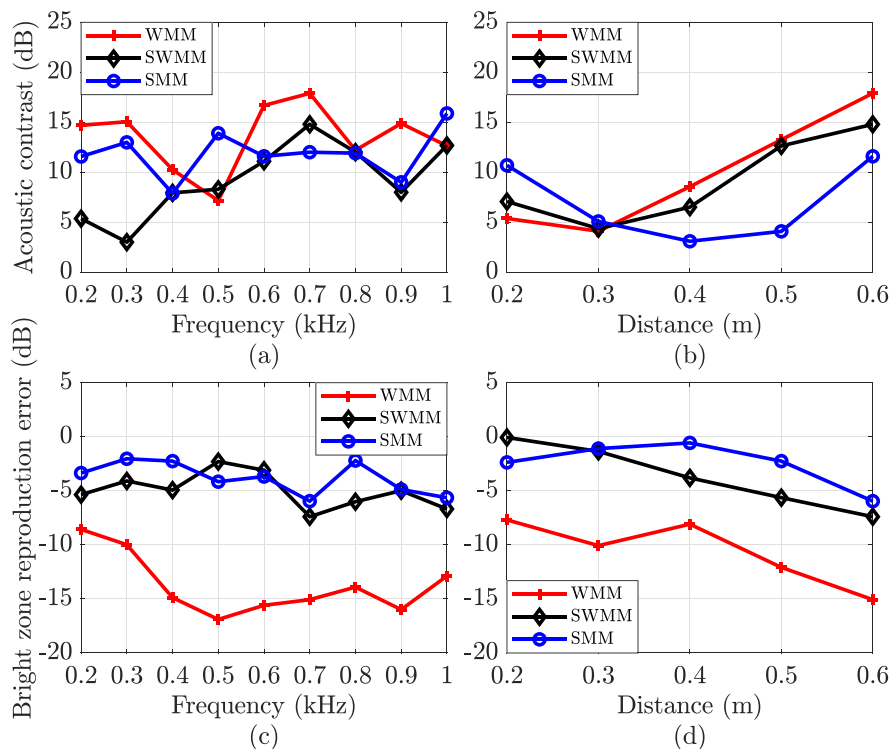 Acoustic contrast (dB)
25
20
15
10
5
0
WMM
SWMM
SMM
0.2 0.3 0.4 0.5 0.6 0.7 0.8 0.9 1
Frequency (kHz)
(a)
25
20
15
10
5
0
WMM
SWMM
SMM
0.2 0.3 0.4 0.5 0.6
Distance (m)
(b)
Bright zone reproduction error (dB)
5
0
-5
-10
-15
-20
WMM
SWMM
SMM
0.2 0.3 0.4 0.5 0.6 0.7 0.8 0.9 1
Frequency (kHz)
(c)
5
0
-5
-10
-15
-20
WMM
SWMM
SMM
0.2 0.3 0.4 0.5 0.6
Distance (m)
(d)